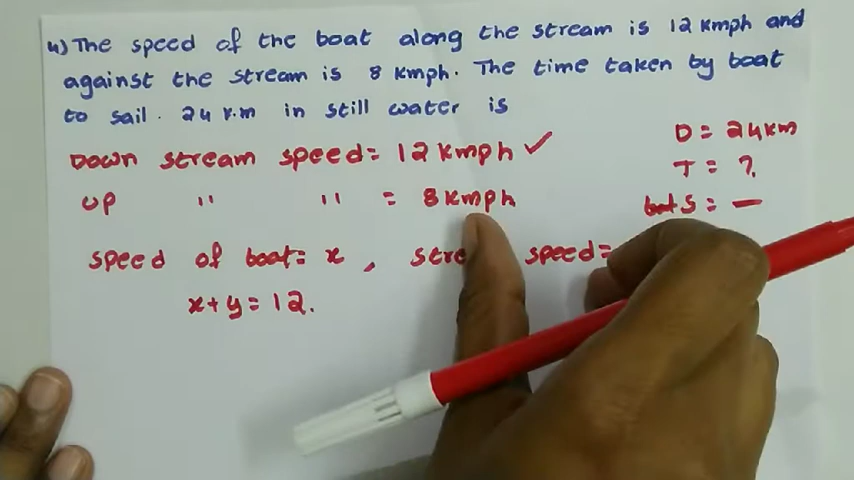 4) The speed of the boat along the stream is 12 kmph and
against the stream is 8 kmph. The time taken by boat
to sail. 24 k.m in still water is
D = 24km
Down stream speed = 12 kmph ✓
T = ?
up " " = 8 kmph
boat S = —
speed of boat = x , stre speed =
x + y = 12.